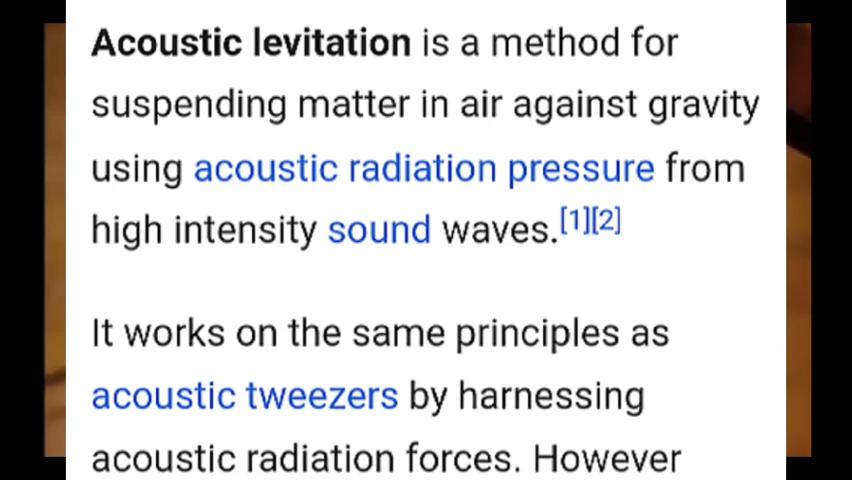 Acoustic levitation is a method for
suspending matter in air against gravity
using acoustic radiation pressure from
high intensity sound waves.[1][2]
It works on the same principles as
acoustic tweezers by harnessing
acoustic radiation forces. However